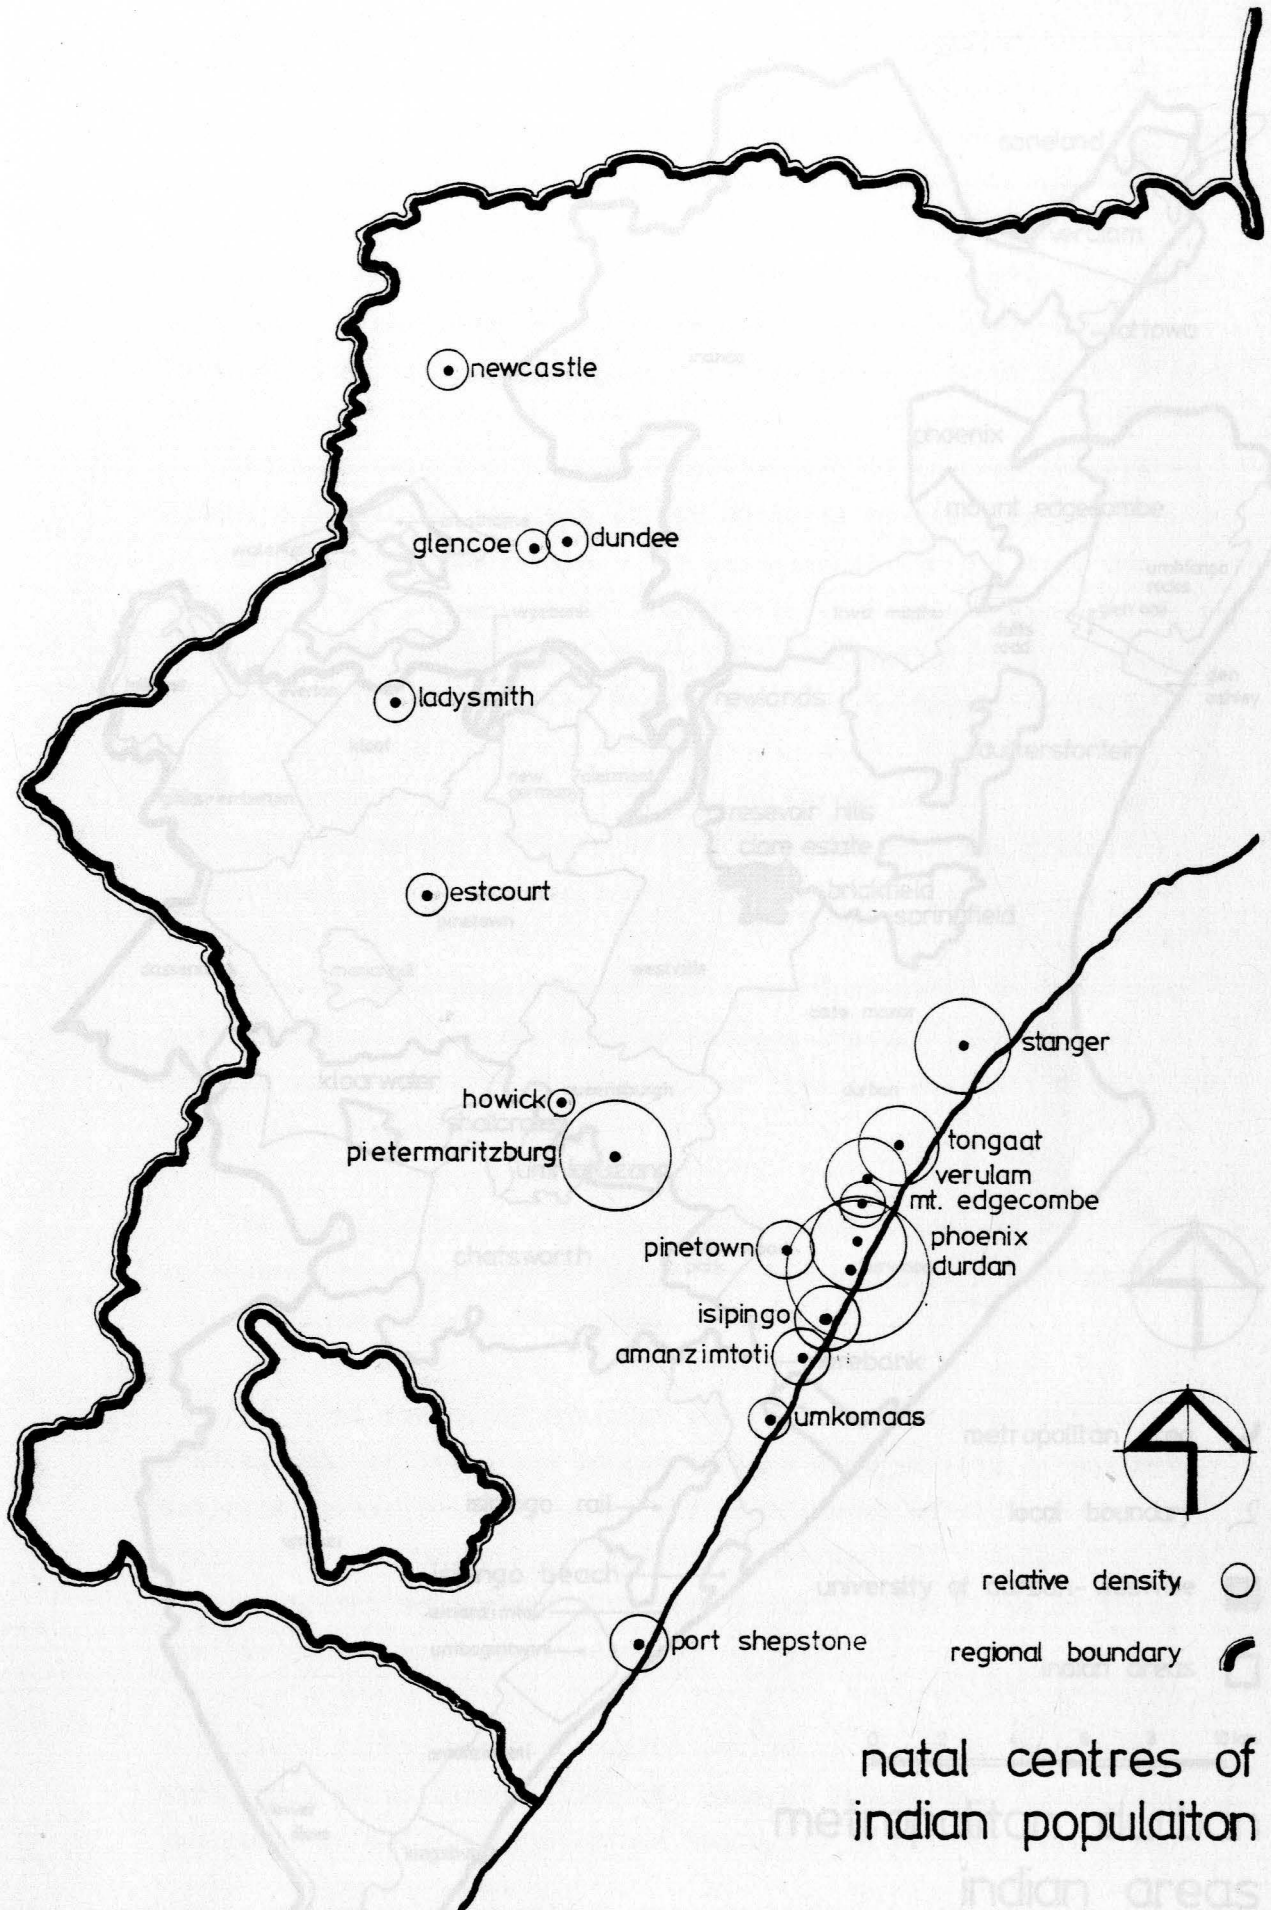 newcastle
glencoe
dundee
ladysmith
estcourt
stanger
howick
pietermaritzburg
tongaat
verulam
mt. edgecombe
pinetown
phoenix
durdan
isipingo
amanzimtoti
umkomaas
port shepstone
relative density
regional boundary
natal centres of
indian populaiton